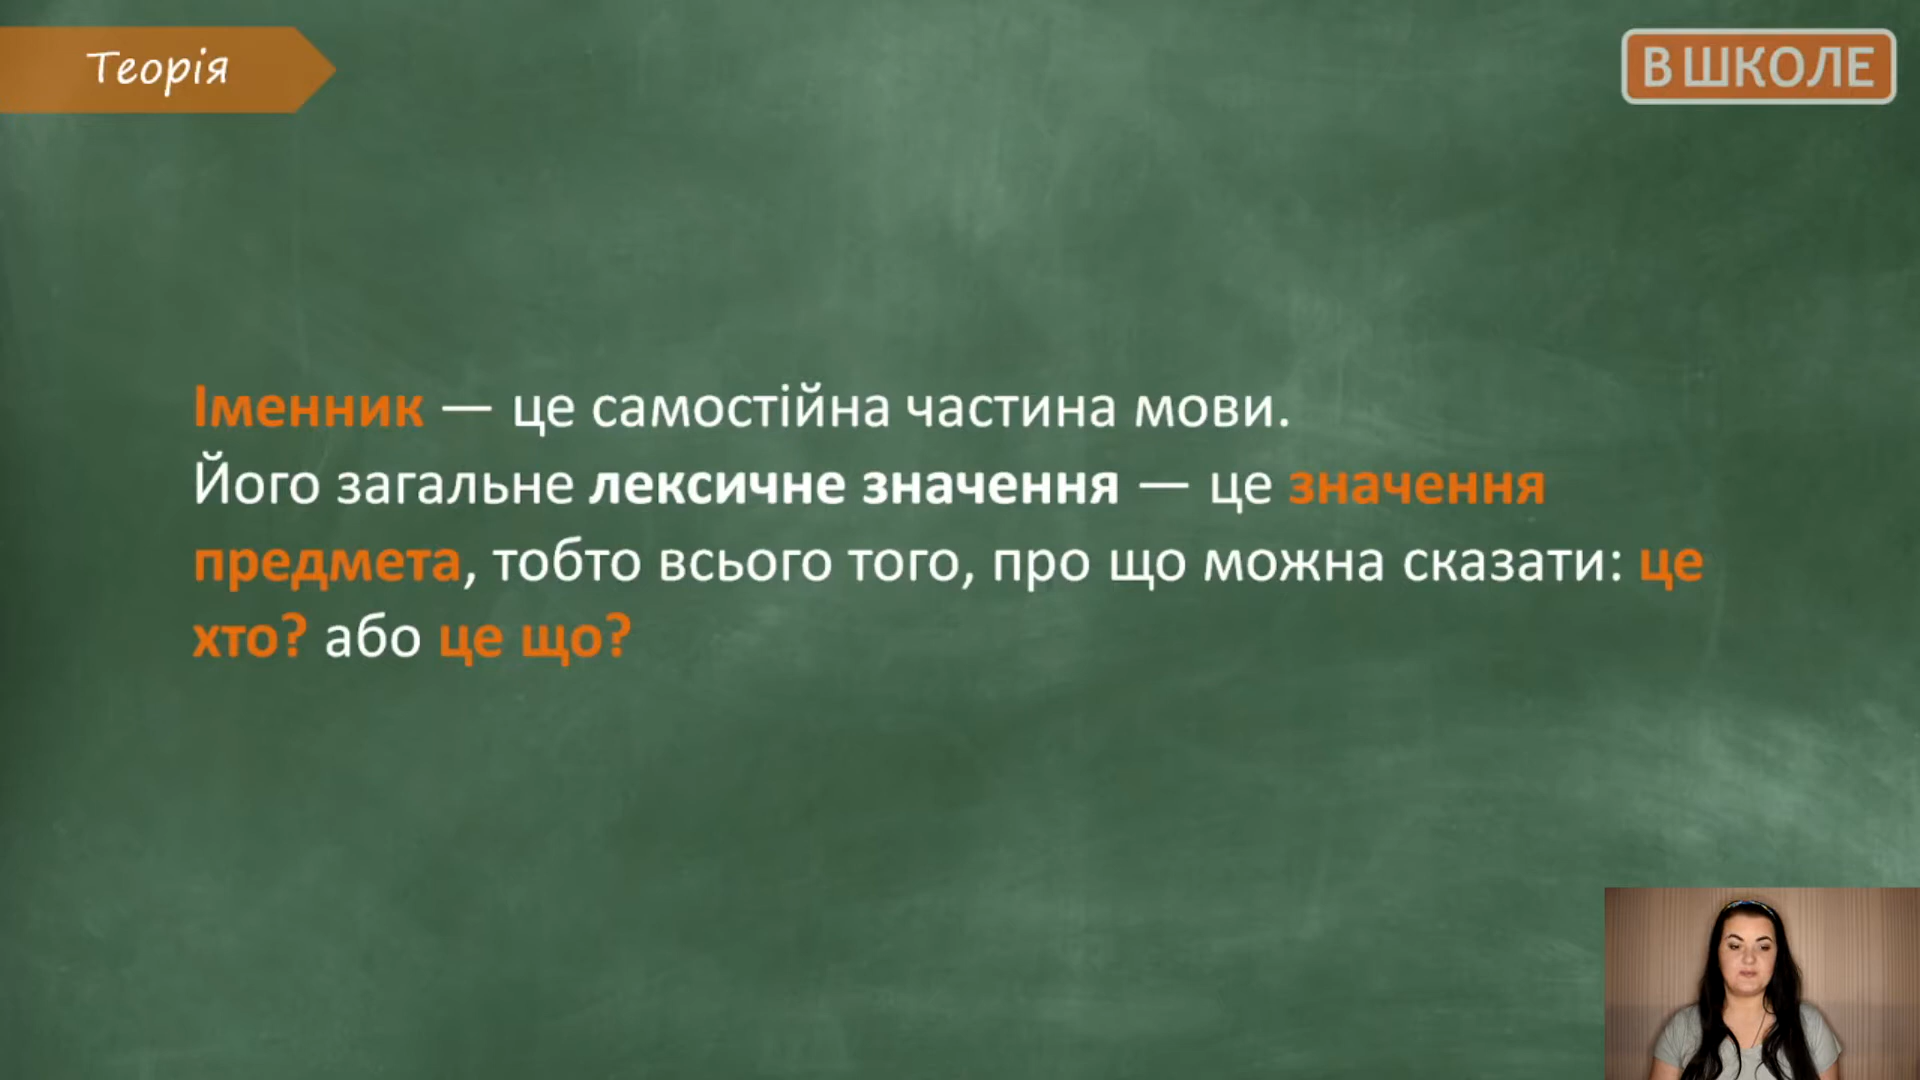 Теорія
В ШКОЛЕ
Іменник — це самостійна частина мови.
Його загальне лексичне значення — це значення
предмета, тобто всього того, про що можна сказати: це
хто? або це що?